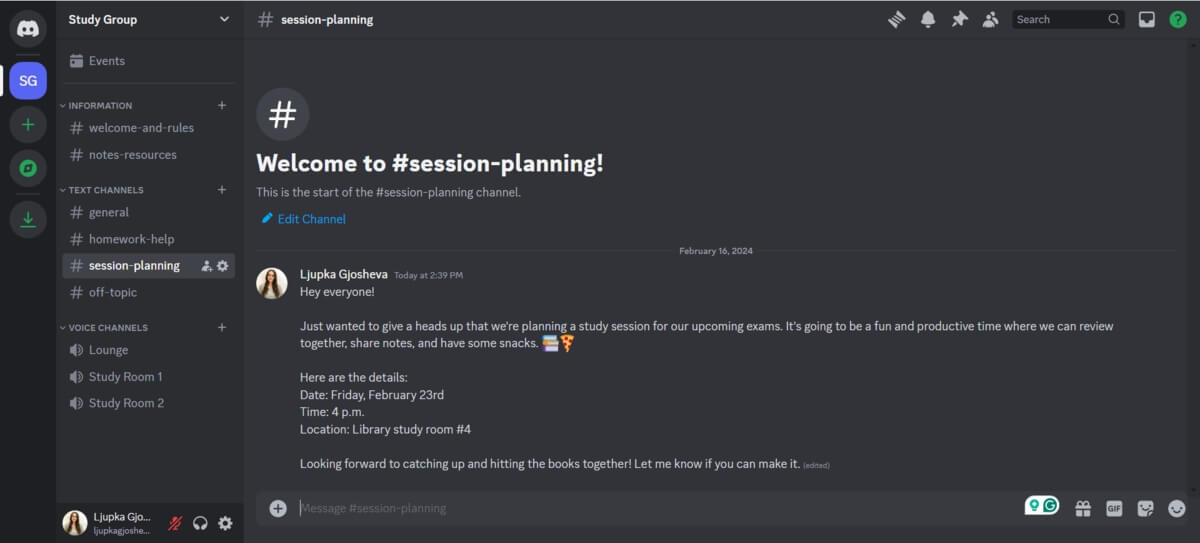 Study Group
session-planning
Search
SG
Events
INFORMATION
welcome-and-rules
notes-resources
TEXT CHANNELS
general
homework-help
session-planning
off-topic
VOICE CHANNELS
Lounge
Study Room 1
Study Room 2
Ljupka Gjo...
ljupkagjoshe...
Welcome to #session-planning!
This is the start of the #session-planning channel.
Edit Channel
February 16, 2024
Ljupka Gjosheva Today at 2:39 PM
Hey everyone!
Just wanted to give a heads up that we're planning a study session for our upcoming exams. It's going to be a fun and productive time where we can review
together, share notes, and have some snacks. 📚🍕
Here are the details:
Date: Friday, February 23rd
Time: 4 p.m.
Location: Library study room #4
Looking forward to catching up and hitting the books together! Let me know if you can make it. (edited)
Message #session-planning
GIF